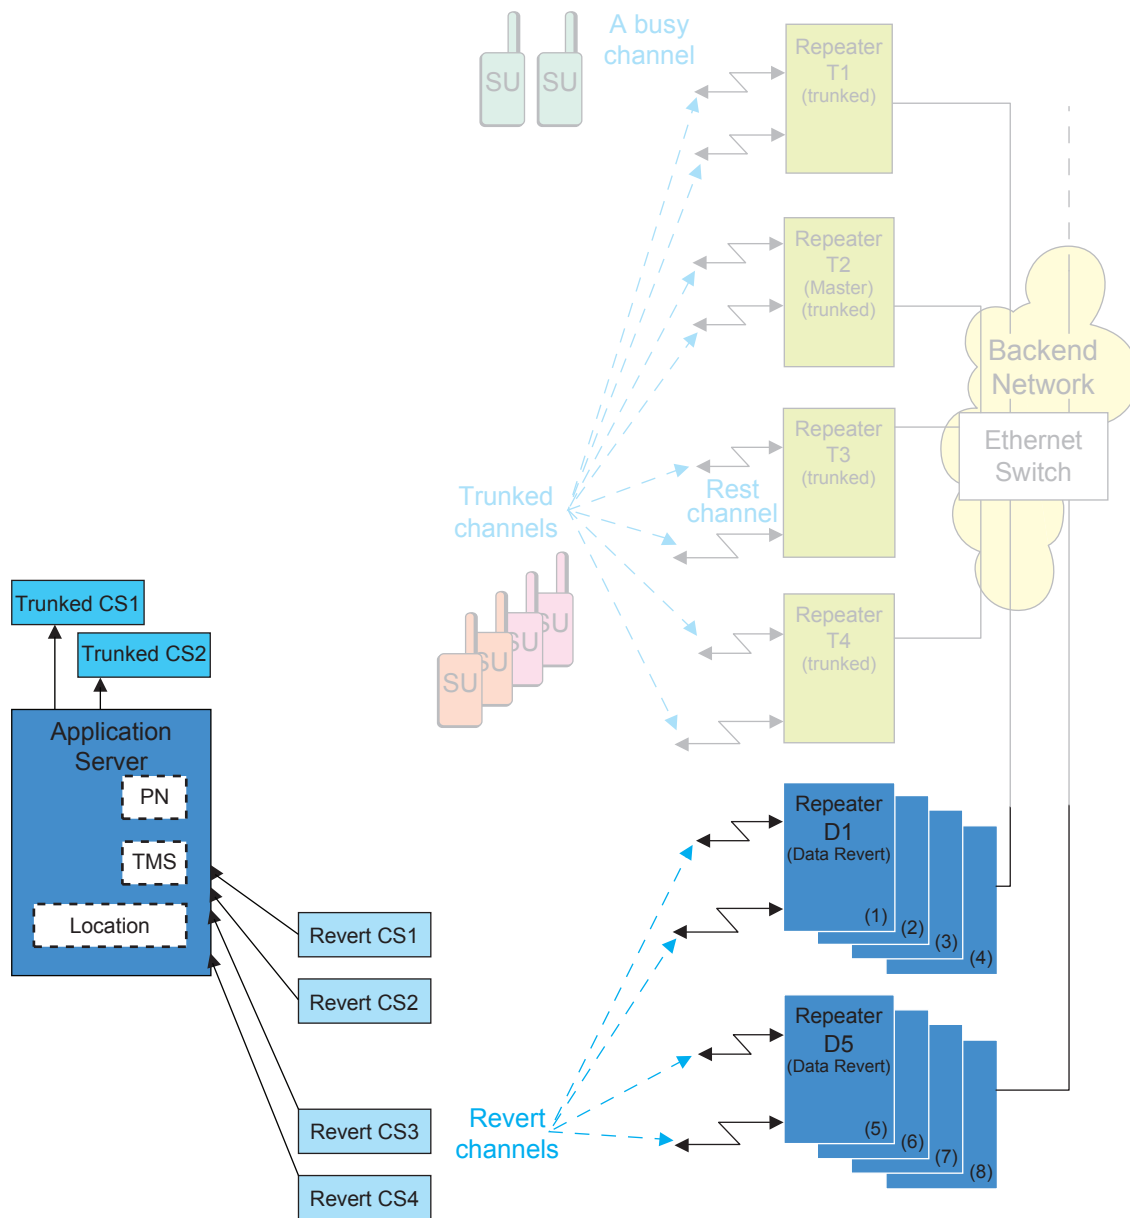 A busy
channel
SU
SU
Repeater
T1
(trunked)
Repeater
T2
(Master)
(trunked)
Backend
Network
Ethernet
Switch
Repeater
T3
(trunked)
Rest
channel
Trunked
channels
SU
SU
SU
SU
Repeater
T4
(trunked)
Trunked CS1
Trunked CS2
Application
Server
PN
TMS
Location
Revert CS1
Revert CS2
Revert CS3
Revert CS4
Revert
channels
Repeater
D1
(Data Revert)
(1)
(2)
(3)
(4)
Repeater
D5
(Data Revert)
(5)
(6)
(7)
(8)